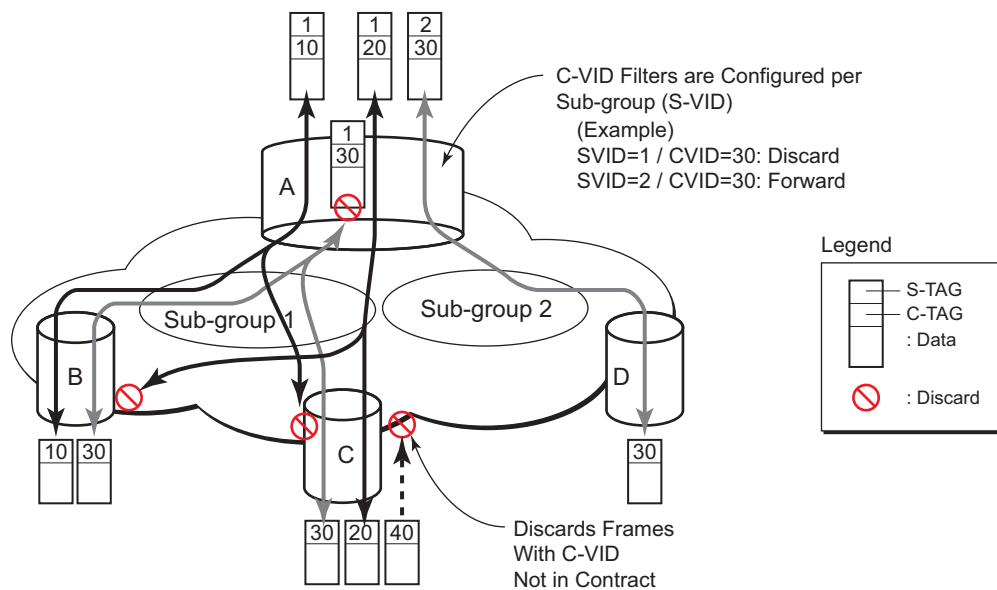 1
10
1
20
2
30
C-VID Filters are Configured per
Sub-group (S-VID)
(Example)
SVID=1 / CVID=30: Discard
SVID=2 / CVID=30: Forward
1
30
A
Legend
S-TAG
C-TAG
: Data
: Discard
Sub-group 1
Sub-group 2
B
D
C
10
30
30
30
20
40
Discards Frames
With C-VID
Not in Contract